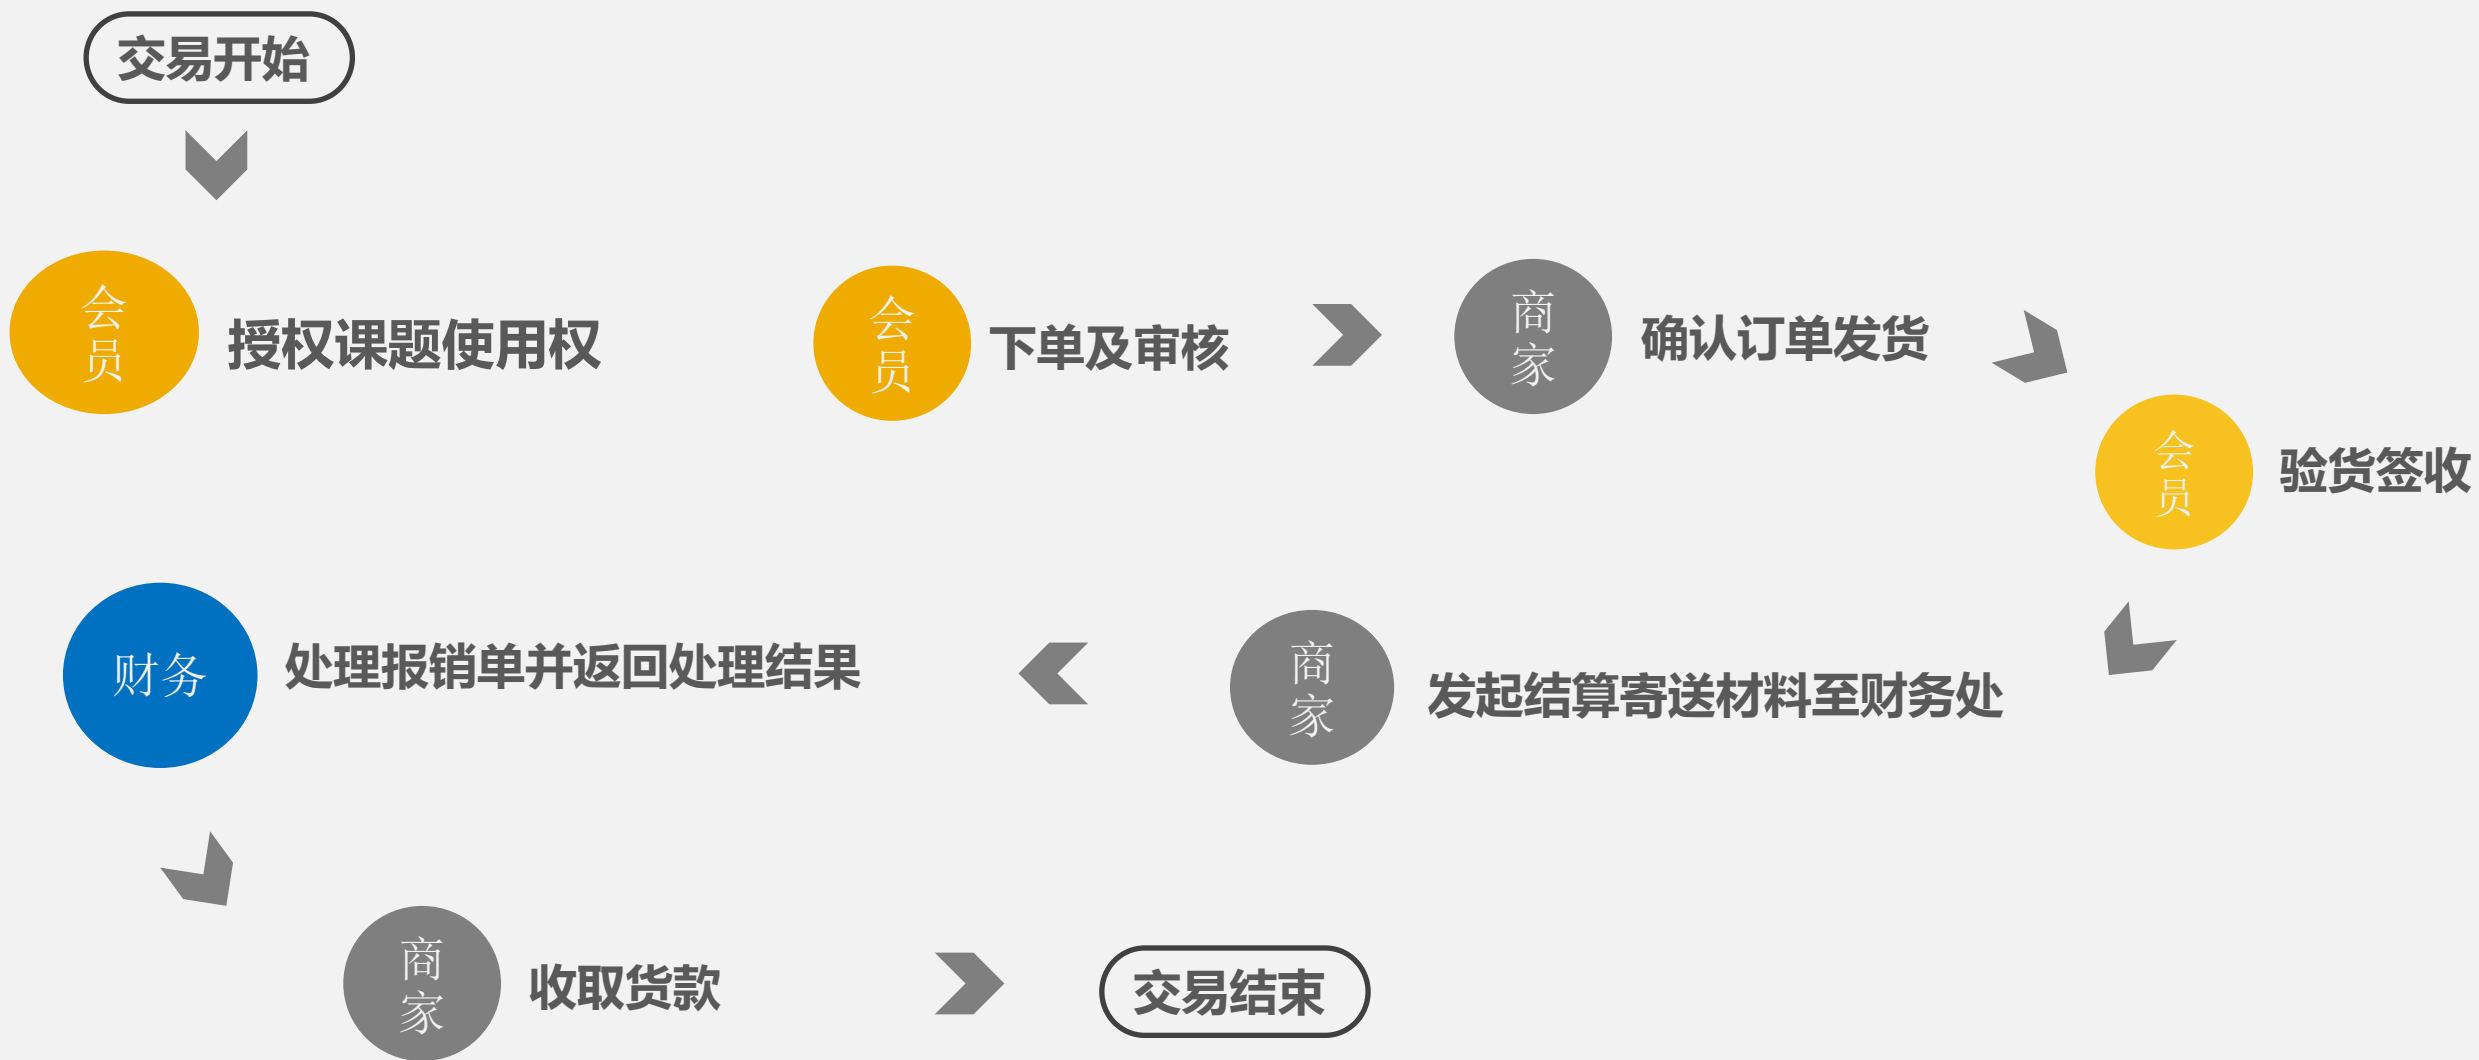 交易开始
会员
授权课题使用权
会员
下单及审核
商家
确认订单发货
会员
验货签收
商家
发起结算寄送材料至财务处
财务
处理报销单并返回处理结果
商家
收取货款
交易结束